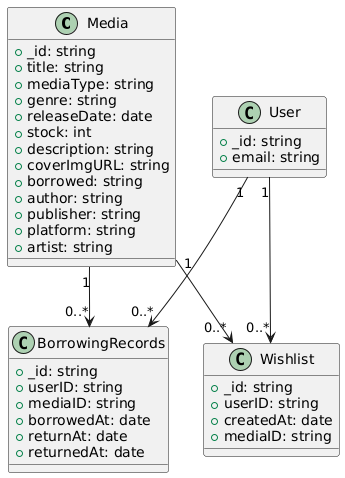 C Media
_id: string
title: string
mediaType: string
genre: string
releaseDate: date
stock: int
description: string
coverImgURL: string
borrowed: string
author: string
publisher: string
platform: string
artist: string
C User
_id: string
email: string
1
1
1
1
0..*
0..*
0..*
0..*
C BorrowingRecords
_id: string
userID: string
mediaID: string
borrowedAt: date
returnAt: date
returnedAt: date
C Wishlist
_id: string
userID: string
createdAt: date
mediaID: string